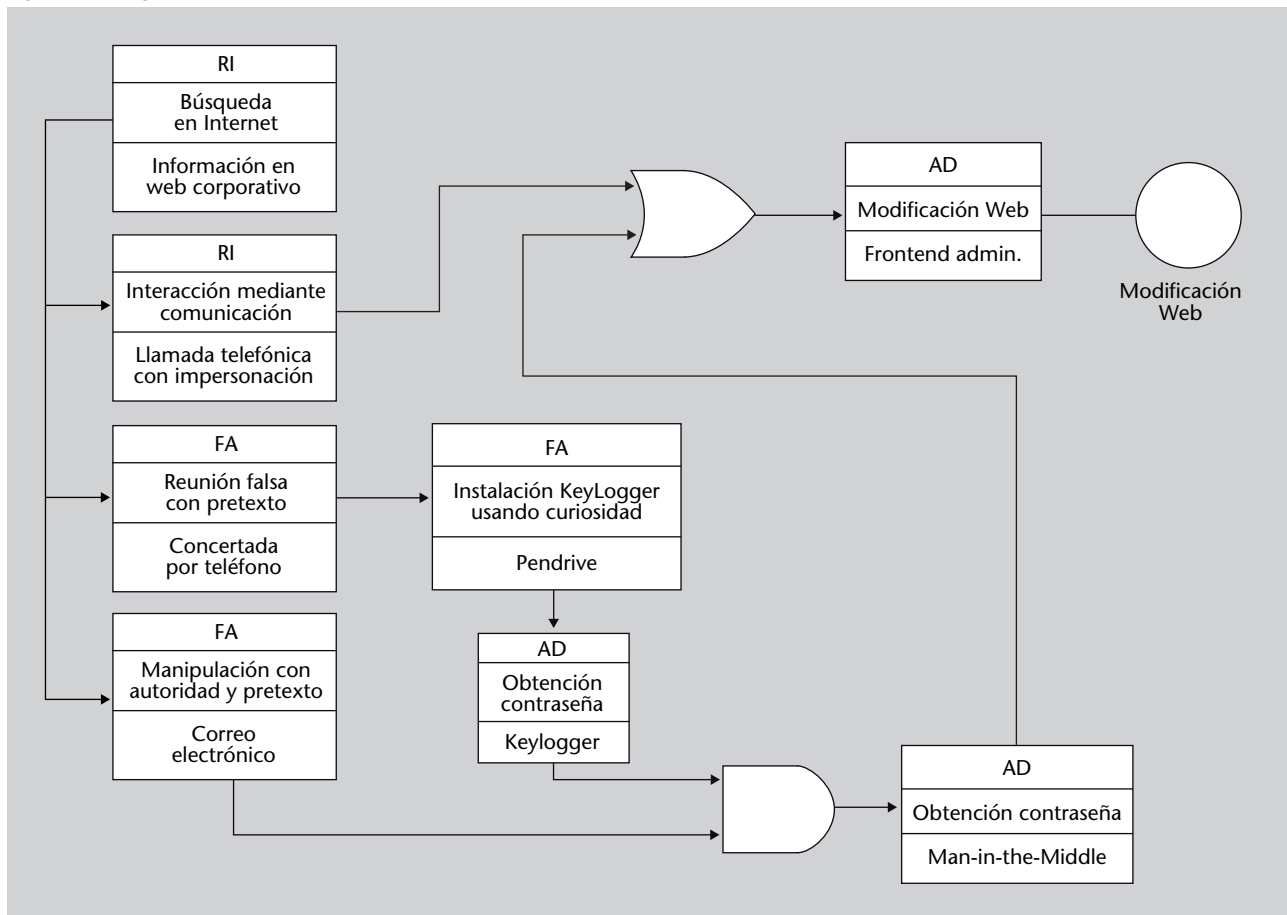 RI
Búsqueda
en Internet
Información en
web corporativo
RI
Interacción mediante
comunicación
Llamada telefónica
con impersonación
FA
Reunión falsa
con pretexto
Concertada
por teléfono
FA
Manipulación con
autoridad y pretexto
Correo
electrónico
FA
Instalación KeyLogger
usando curiosidad
Pendrive
AD
Obtención
contraseña
Keylogger
AD
Modificación Web
Frontend admin.
Modificación
Web
AD
Obtención contraseña
Man-in-the-Middle